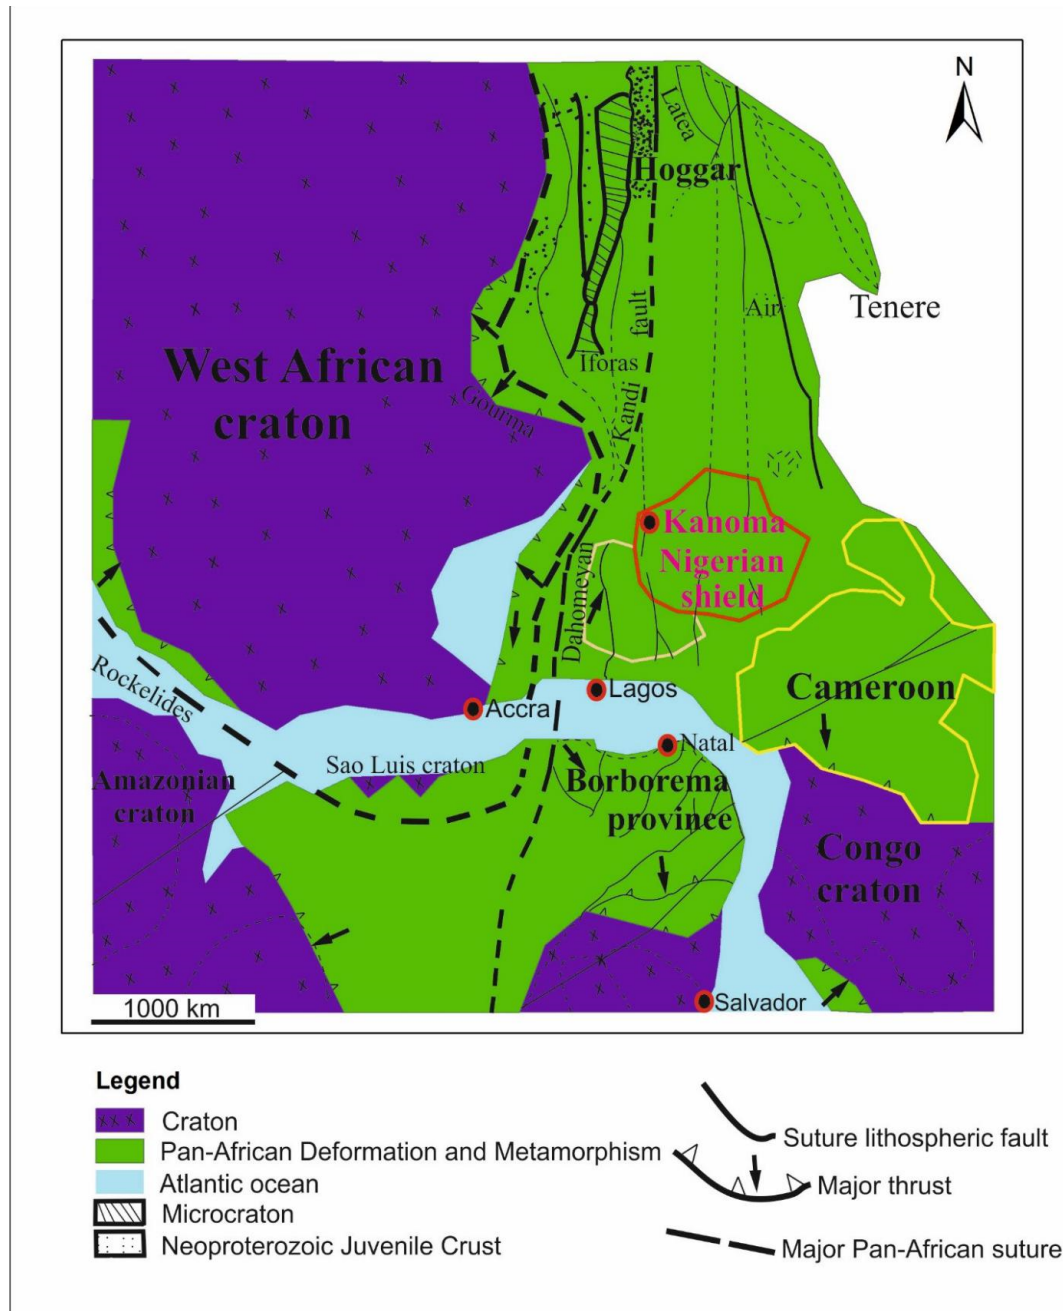 N
Latea
Hoggar
Tenere
Air
fault
Iforas
West African
craton
Gourma
Kandi
Kanoma
Nigerian
shield
Dahomeyan
Rockelides
Accra
Lagos
Cameroon
Natal
Sao Luis craton
Amazonian
craton
Borborema
province
Congo
craton
1000 km
Salvador
Legend
Craton
Pan-African Deformation and Metamorphism
Atlantic ocean
Microcraton
Neoproterozoic Juvenile Crust
Suture lithospheric fault
Major thrust
Major Pan-African suture